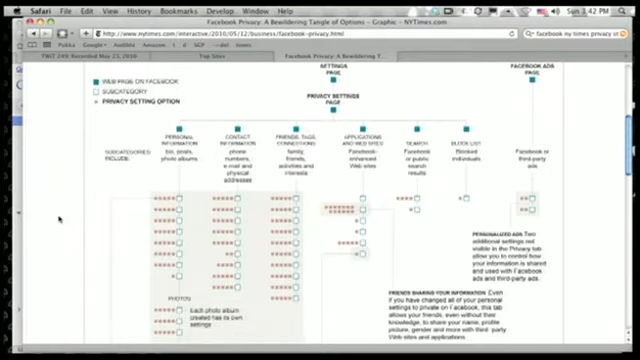 Safari File Edit View History Bookmarks Develop Window Help
Sun 3:42 PM
Facebook Privacy: A Bewildering Tangle of Options – Graphic – NYTimes.com
http://www.nytimes.com/interactive/2010/05/12/business/facebook-privacy.html
facebook ny times privacy st
Top Sites
Facebook Privacy: A Bewildering T...
SETTINGS
PAGE
FACEBOOK ADS
PAGE
WEB PAGE ON FACEBOOK
SUBCATEGORY
PRIVACY SETTING OPTION
PRIVACY SETTINGS
PAGE
SUBCATEGORIES
INCLUDE:
PERSONAL
INFORMATION
bio, posts,
photo albums
CONTACT
INFORMATION
phone
numbers,
e-mail and
physical
addresses
FRIENDS, TAGS,
CONNECTIONS
family,
friends,
activities and
interests
APPLICATIONS
AND WEB SITES
Facebook-
enhanced
Web sites
SEARCH
Facebook
or public
search
results
BLOCK LIST
Blocked
individuals
Facebook or
third-party
ads
PERSONALIZED ADS Two
additional settings not
visible in the Privacy tab
allow you to control how
your information is shared
and used with Facebook
ads and third-party ads.
FRIENDS SHARING YOUR INFORMATION Even
if you have changed all of your personal
settings to private on Facebook, this tab
allows your friends, even without their
knowledge, to share your name, profile
picture, gender and more with third party
Web sites and applications.
PHOTOS
Each photo album
created has its own
settings